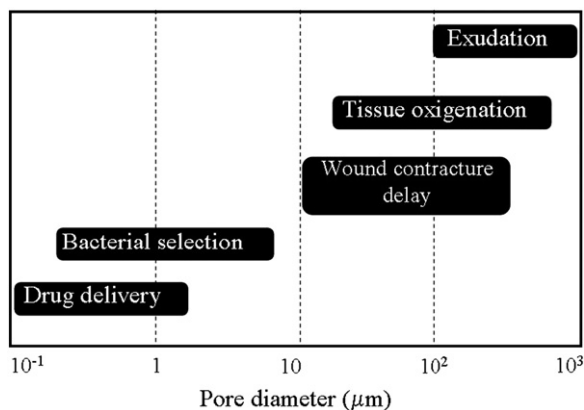 Exudation
Tissue oxigenation
Wound contracture
delay
Bacterial selection
Drug delivery
10⁻¹ 1 10 10² 10³
Pore diameter (µm)